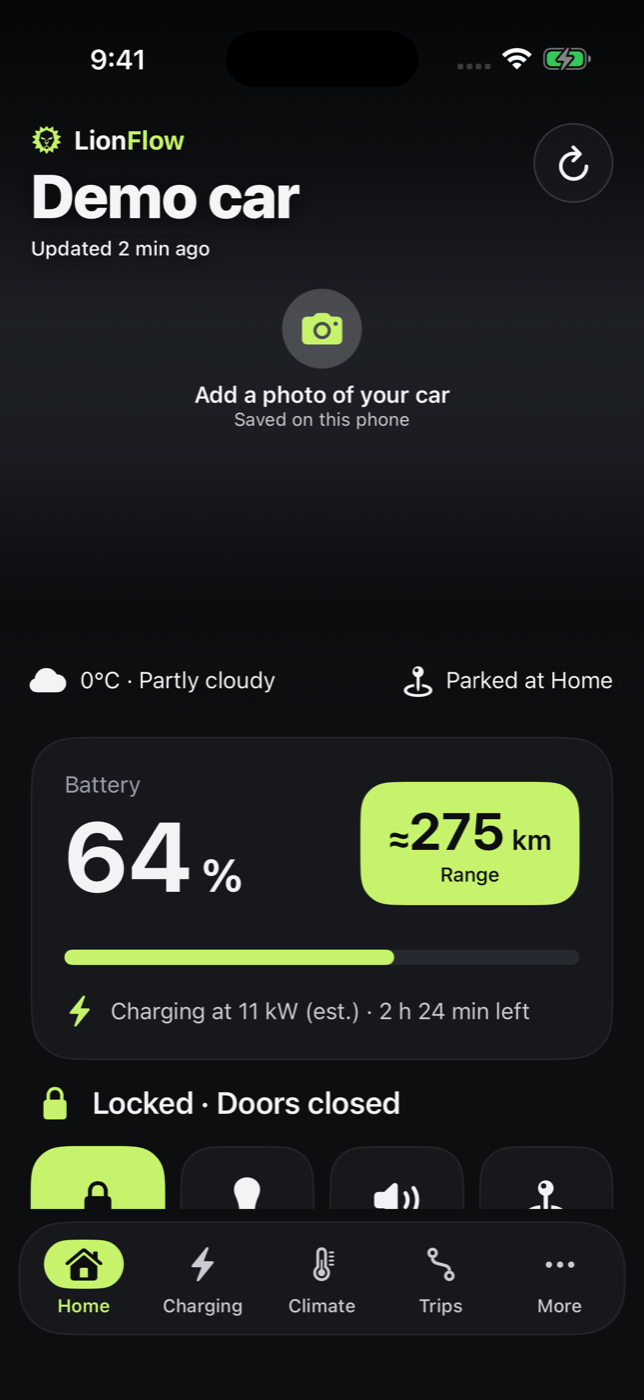 9:41
LionFlow
Demo car
Updated 2 min ago
Add a photo of your car
Saved on this phone
0°C · Partly cloudy
Parked at Home
Battery
64 %
≈275 km
Range
Charging at 11 kW (est.) · 2 h 24 min left
Locked · Doors closed
Home
Charging
Climate
Trips
More